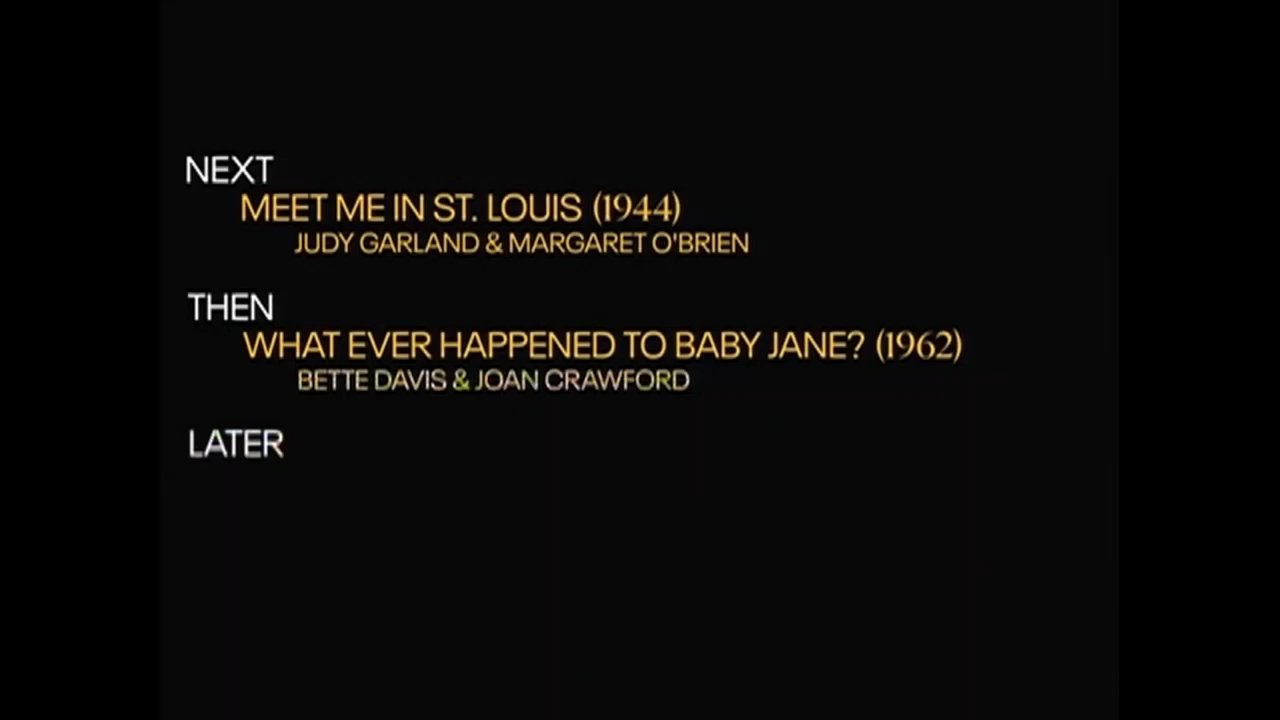 NEXT
MEET ME IN ST. LOUIS (1944)
JUDY GARLAND & MARGARET O'BRIEN
THEN
WHAT EVER HAPPENED TO BABY JANE? (1962)
BETTE DAVIS & JOAN CRAWFORD
LATER